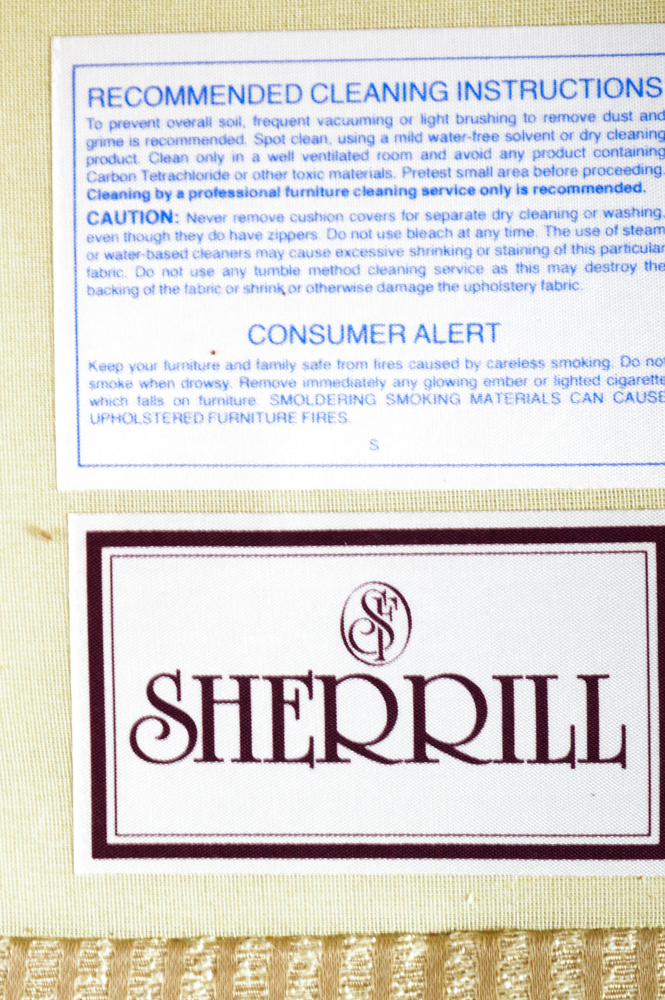 RECOMMENDED CLEANING INSTRUCTIONS
To prevent overall soil, frequent vacuuming or light brushing to remove dust and
grime is recommended. Spot clean, using a mild water-free solvent or dry cleaning
product. Clean only in a well ventilated room and avoid any product containing
Carbon Tetrachloride or other toxic materials. Pretest small area before proceeding.
Cleaning by a professional furniture cleaning service only is recommended.
CAUTION: Never remove cushion covers for separate dry cleaning or washing,
even though they do have zippers. Do not use bleach at any time. The use of steam
or water-based cleaners may cause excessive shrinking or staining of this particular
fabric. Do not use any tumble method cleaning service as this may destroy the
backing of the fabric or shrink or otherwise damage the upholstery fabric.
CONSUMER ALERT
Keep your furniture and family safe from fires caused by careless smoking. Do not
smoke when drowsy. Remove immediately any glowing ember or lighted cigarette
which falls on furniture. SMOLDERING SMOKING MATERIALS CAN CAUSE
UPHOLSTERED FURNITURE FIRES.
S
SHERRILL